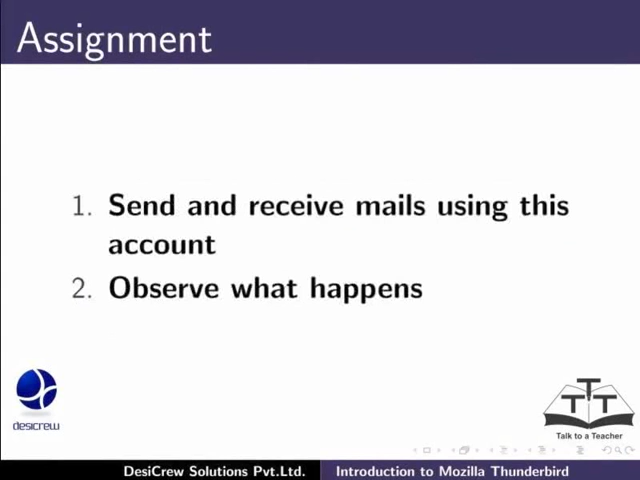 Assignment
1. Send and receive mails using this
account
2. Observe what happens
desicrew
TTT
Talk to a Teacher
DesiCrew Solutions Pvt.Ltd. Introduction to Mozilla Thunderbird